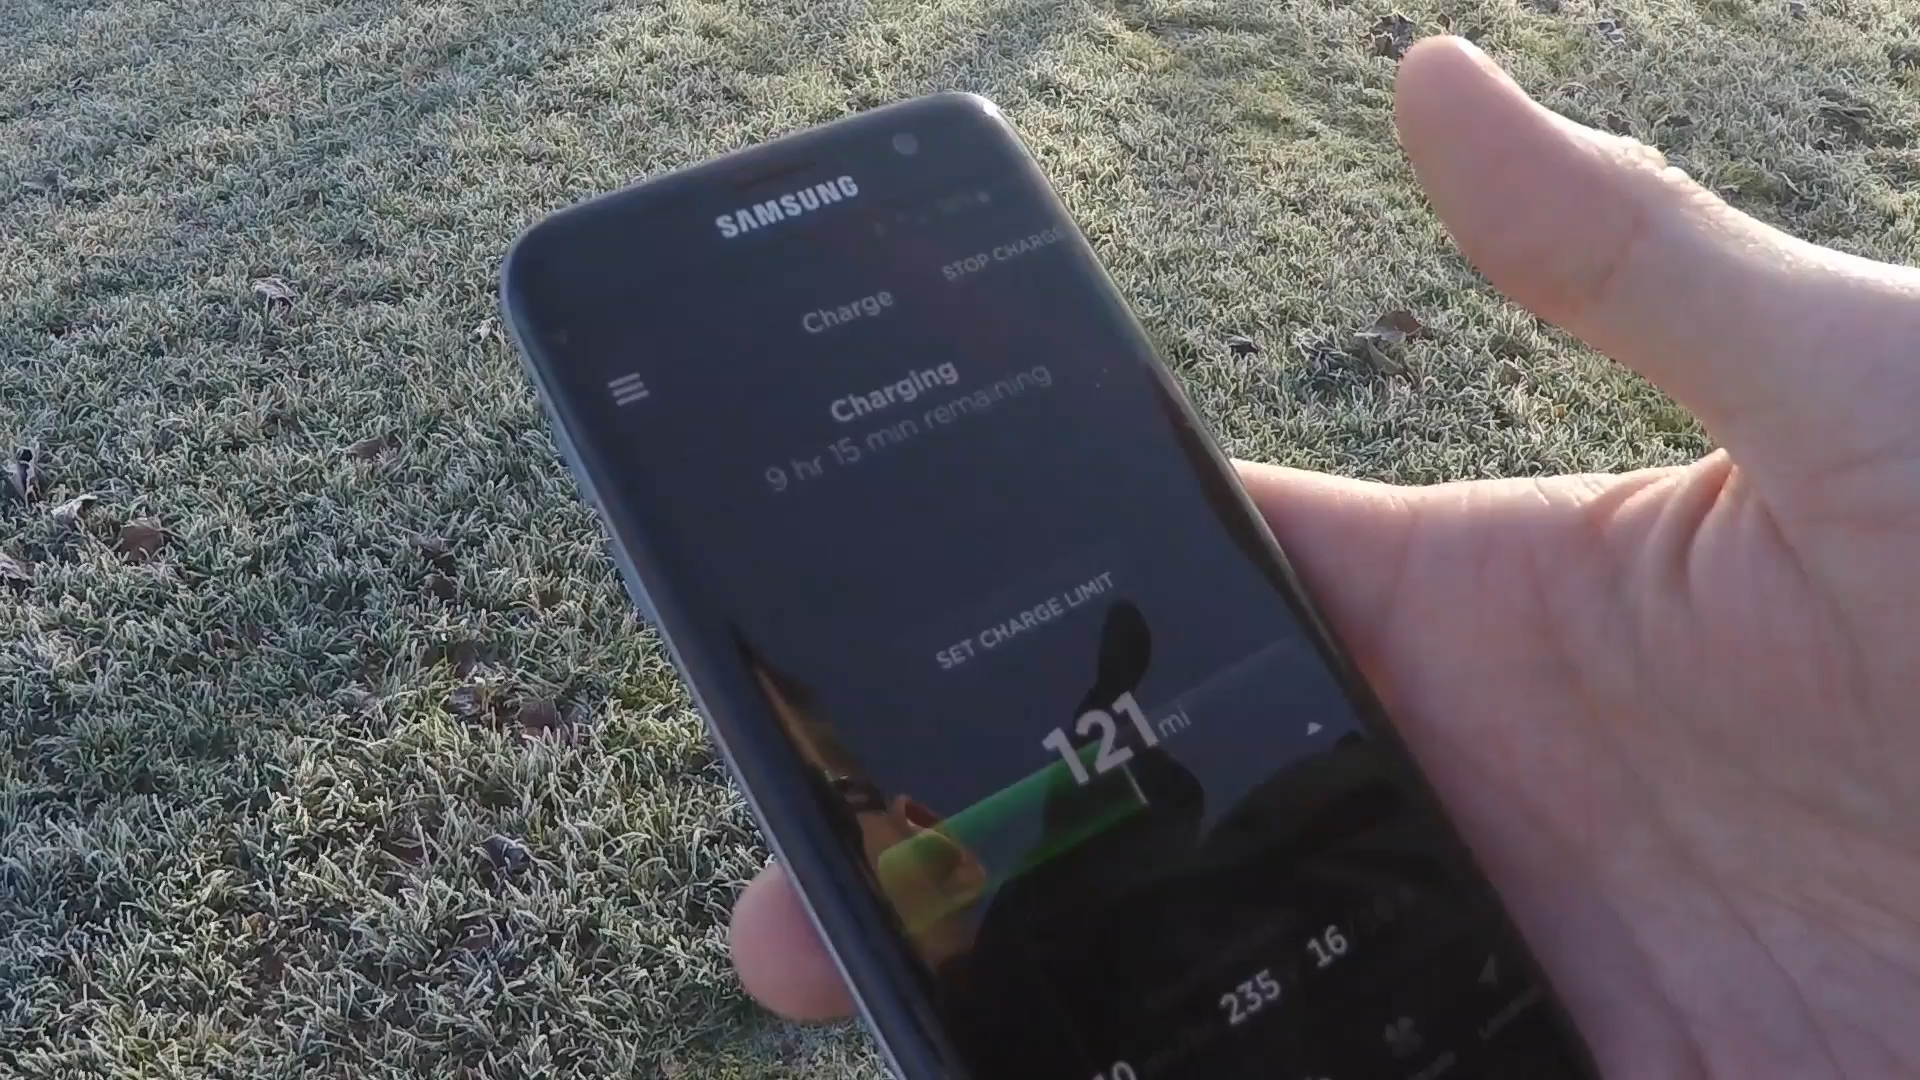 SAMSUNG
STOP CHARGE
Charge
Charging
9 hr 15 min remaining
SET CHARGE LIMIT
121 mi
235 16